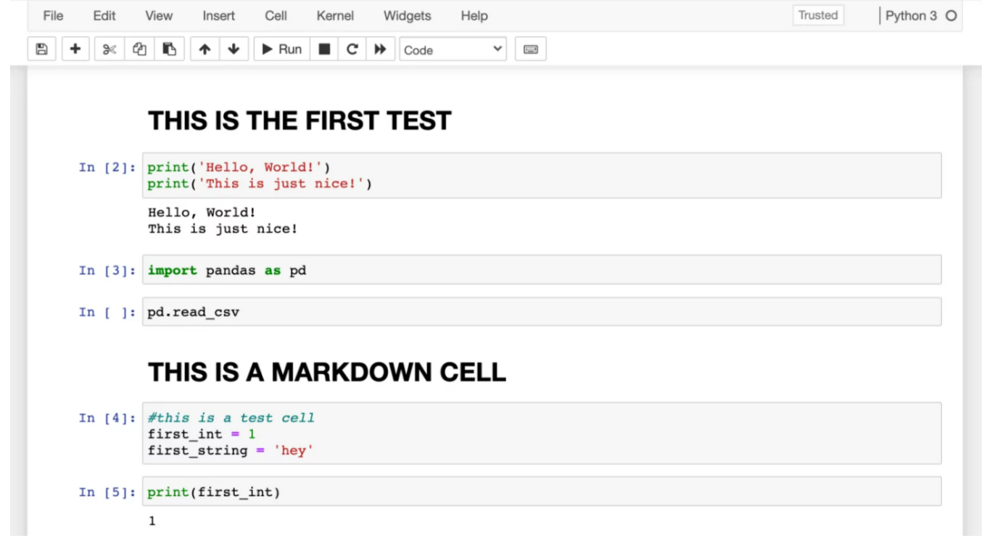 File Edit View Insert Cell Kernel Widgets Help Trusted Python 3
Run Code
THIS IS THE FIRST TEST
In [2]: print('Hello, World!')
print('This is just nice!')
Hello, World!
This is just nice!
In [3]: import pandas as pd
In [ ]: pd.read_csv
THIS IS A MARKDOWN CELL
In [4]: #this is a test cell
first_int = 1
first_string = 'hey'
In [5]: print(first_int)
1